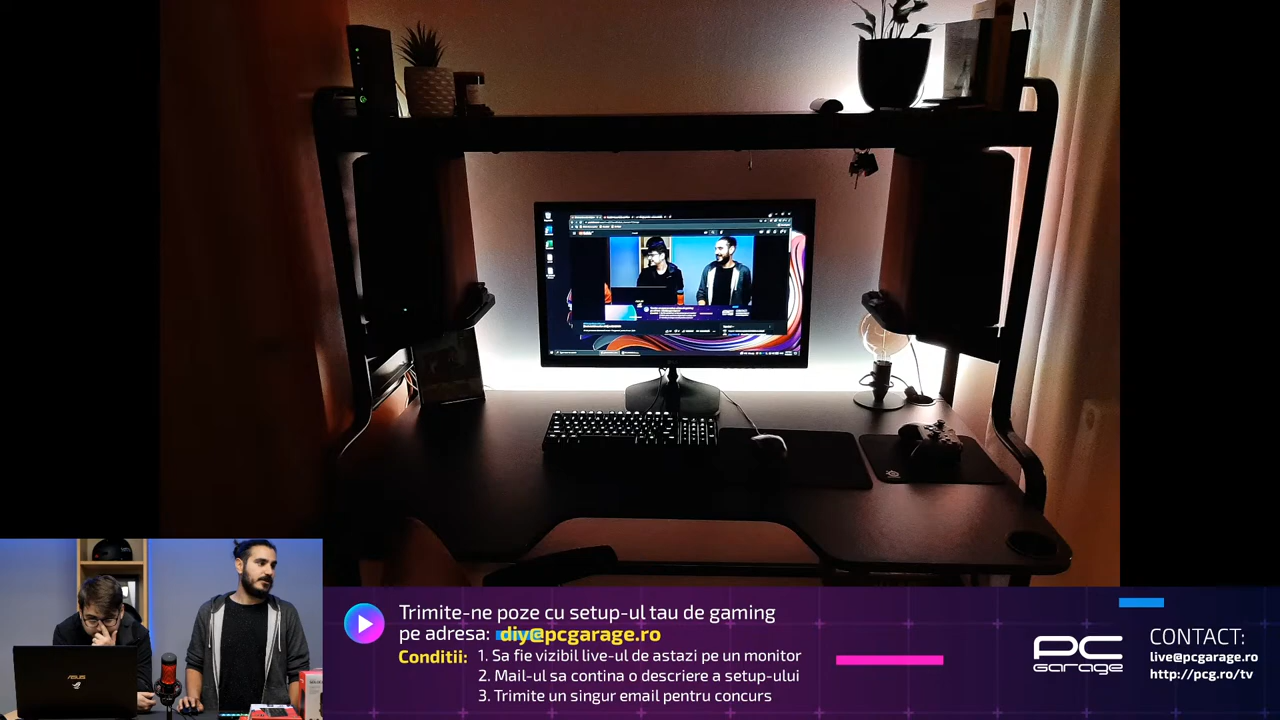 Trimite-ne poze cu setup-ul tau de gaming
pe adresa: diy@pcgarage.ro
Conditii: 1. Sa fie vizibil live-ul de astazi pe un monitor
2. Mail-ul sa contina o descriere a setup-ului
3. Trimite un singur email pentru concurs
PC
GARAGE
CONTACT:
live@pcgarage.ro
http://pcg.ro/tv
ASUS